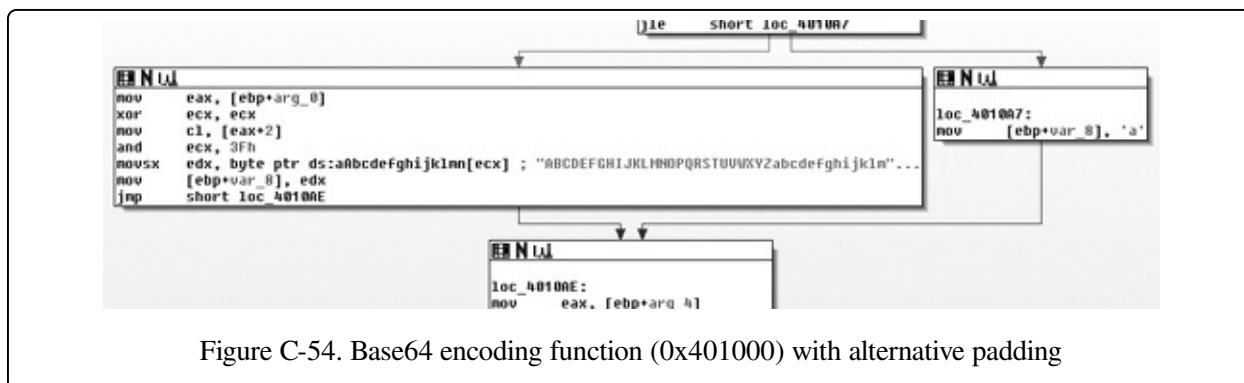 jle short loc_4010A7
mov eax, [ebp+arg_0]
xor ecx, ecx
mov cl, [eax+2]
and ecx, 3Fh
movsx edx, byte ptr ds:aAbcdefghijklmn[ecx] ; "ABCDEFGHIJKLMNOPQRSTUVWXYZabcdefghijklm"...
mov [ebp+var_8], edx
jmp short loc_4010AE
loc_4010A7:
mov [ebp+var_8], 'a'
loc_4010AE:
mov eax, [ebp+arg_4]
Figure C-54. Base64 encoding function (0x401000) with alternative padding